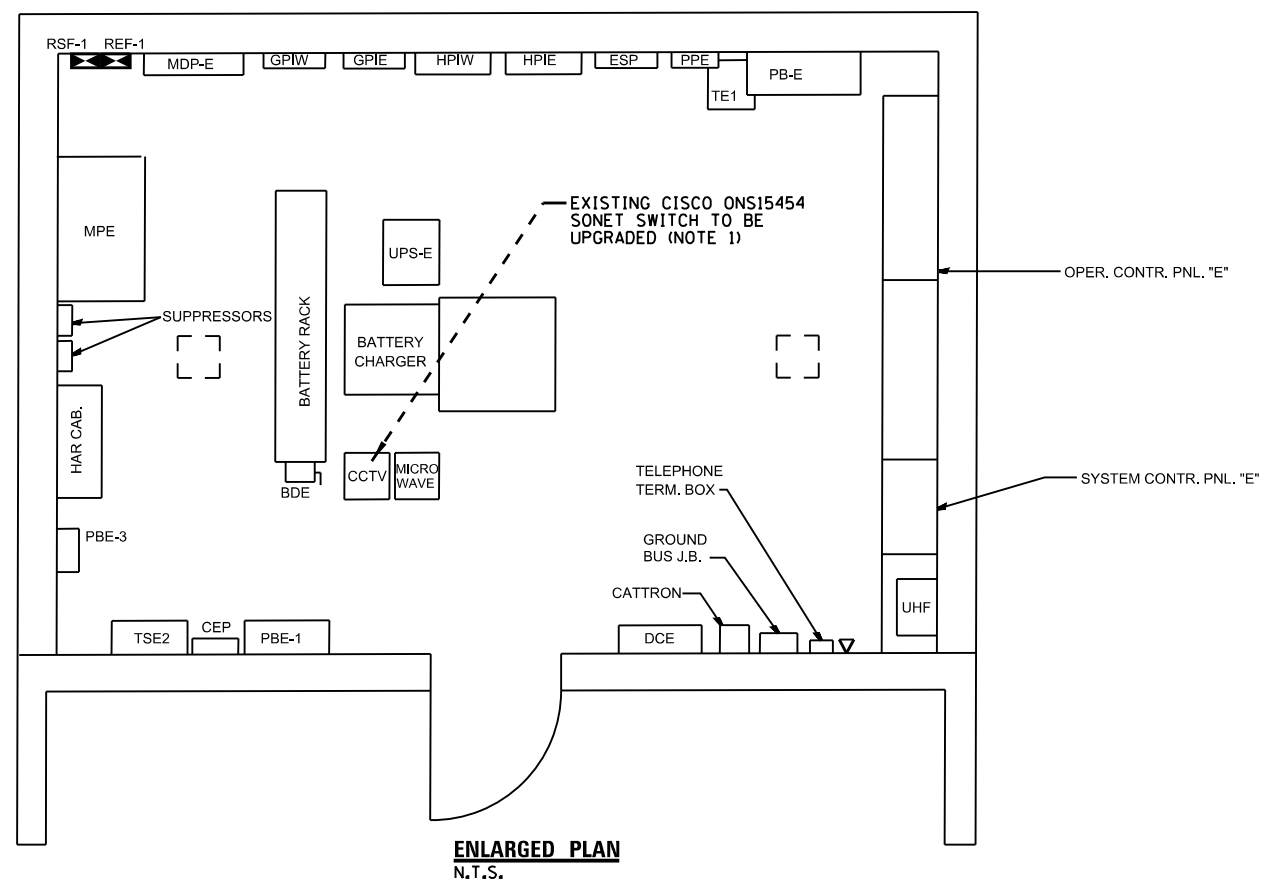 RSF-1 REF-1
MDP-E
GPIW
GPIE
HPIW
HPIE
ESP
PPE
PB-E
TE1
MPE
EXISTING CISCO ONS15454
SONET SWITCH TO BE
UPGRADED (NOTE 1)
UPS-E
OPER. CONTR. PNL. "E"
SUPPRESSORS
BATTERY RACK
BATTERY
CHARGER
HAR CAB.
CCTV
MICRO
WAVE
BDE
TELEPHONE
TERM. BOX
SYSTEM CONTR. PNL. "E"
PBE-3
GROUND
BUS J.B.
CATTRON
UHF
TSE2
CEP
PBE-1
DCE
ENLARGED PLAN
N.T.S.